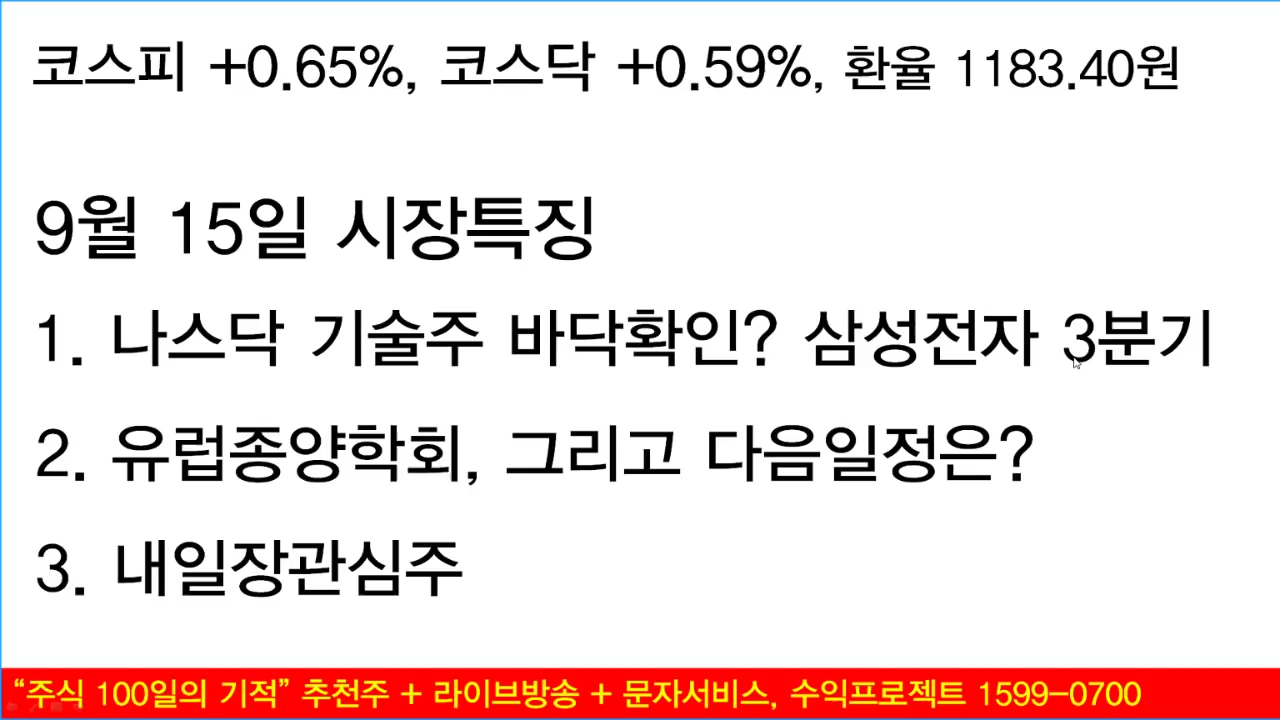 코스피 +0.65%, 코스닥 +0.59%, 환율 1183.40원
9월 15일 시장특징
1. 나스닥 기술주 바닥확인? 삼성전자 3분기
2. 유럽종양학회, 그리고 다음일정은?
3. 내일장관심주
“주식 100일의 기적” 추천주 + 라이브방송 + 문자서비스, 수익프로젝트 1599-0700